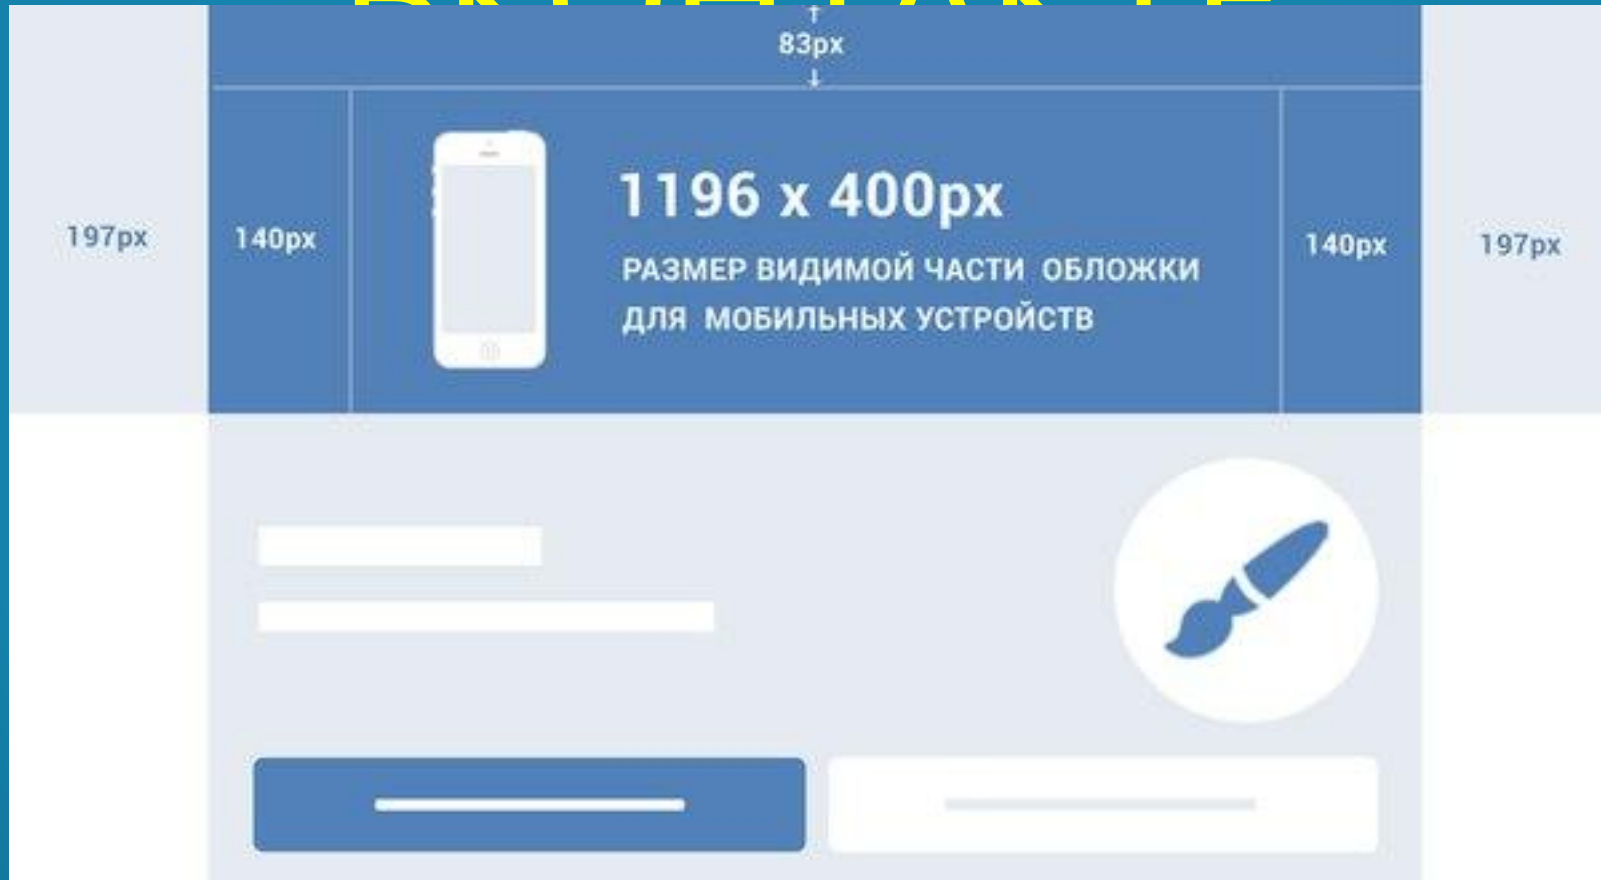 83px
1196 x 400px
РАЗМЕР ВИДИМОЙ ЧАСТИ ОБЛОЖКИ
ДЛЯ МОБИЛЬНЫХ УСТРОЙСТВ
197px
140px
140px
197px